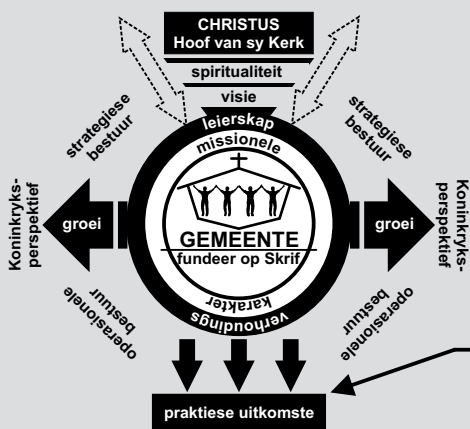 CHRISTUS
Hoof van sy Kerk
spiritualiteit
visie
leierskap
missionele
strategiese
bestuur
strategiese
bestuur
Koninkryks-
perspektief
groei
GEMEENTE
fundeer op Skrif
groei
Koninkryks-
perspektief
karakter
verhoudings
operasionele
bestuur
operasionele
bestuur
praktiese uitkomste